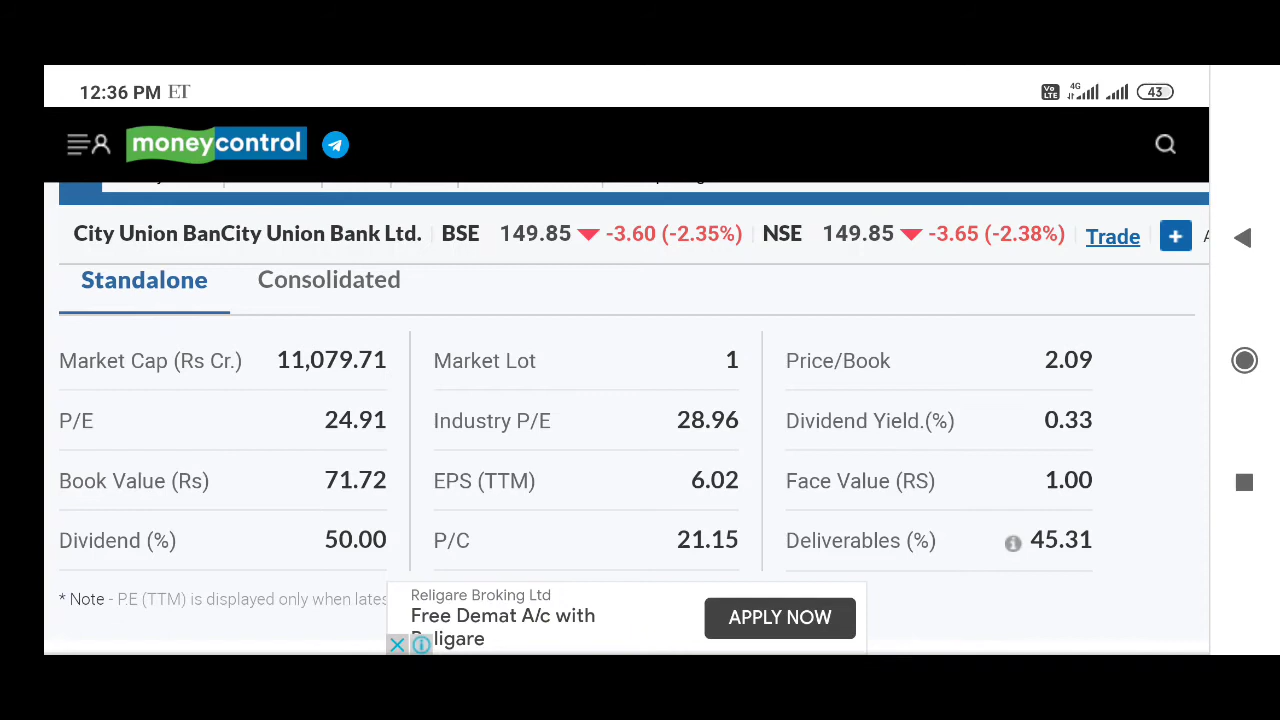 12:36 PM ET
Vo LTE 4G 43
moneycontrol
City Union BanCity Union Bank Ltd. BSE 149.85 -3.60 (-2.35%) NSE 149.85 -3.65 (-2.38%) Trade +
Standalone Consolidated
Market Cap (Rs Cr.) 11,079.71 Market Lot 1 Price/Book 2.09
P/E 24.91 Industry P/E 28.96 Dividend Yield.(%) 0.33
Book Value (Rs) 71.72 EPS (TTM) 6.02 Face Value (RS) 1.00
Dividend (%) 50.00 P/C 21.15 Deliverables (%) 45.31
* Note - P.E (TTM) is displayed only when lates
Religare Broking Ltd
Free Demat A/c with
Religare
APPLY NOW